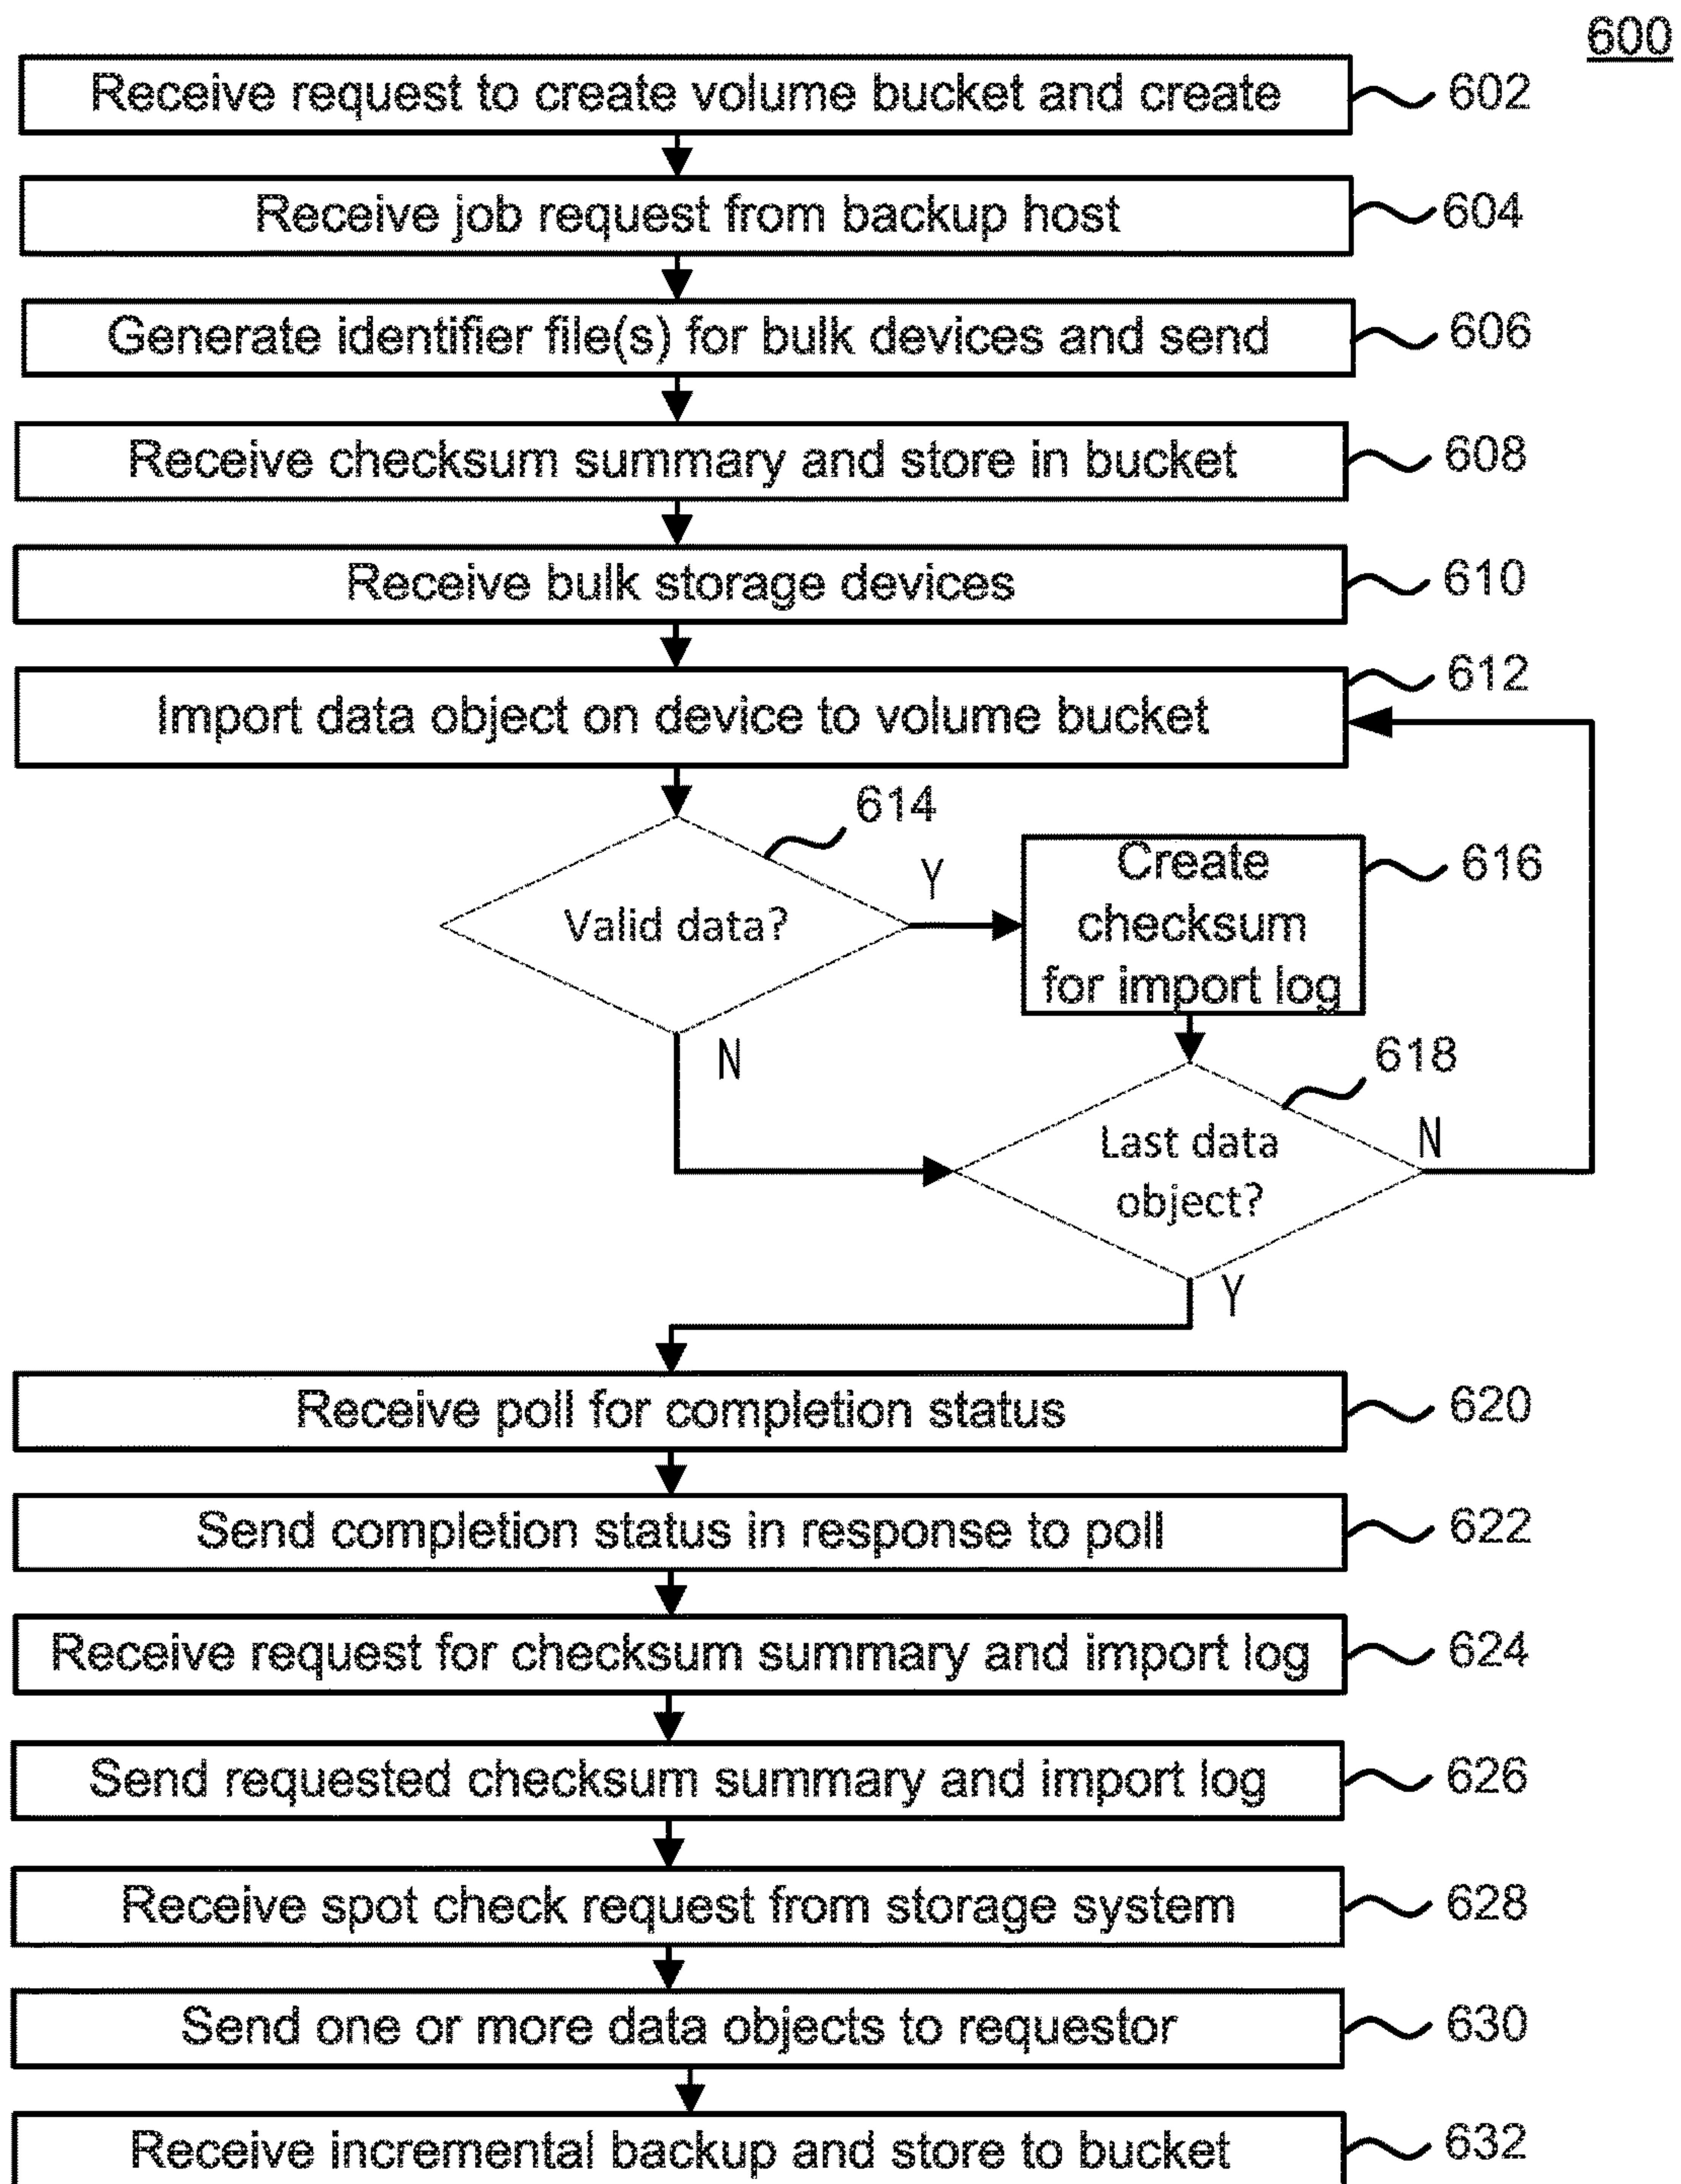 600
Receive request to create volume bucket and create
602
Receive job request from backup host
604
Generate identifier file(s) for bulk devices and send
606
Receive checksum summary and store in bucket
608
Receive bulk storage devices
610
Import data object on device to volume bucket
612
614
Valid data?
Y
N
Create
checksum
for import log
616
618
Last data
object?
N
Y
Receive poll for completion status
620
Send completion status in response to poll
622
Receive request for checksum summary and import log
624
Send requested checksum summary and import log
626
Receive spot check request from storage system
628
Send one or more data objects to requestor
630
Receive incremental backup and store to bucket
632